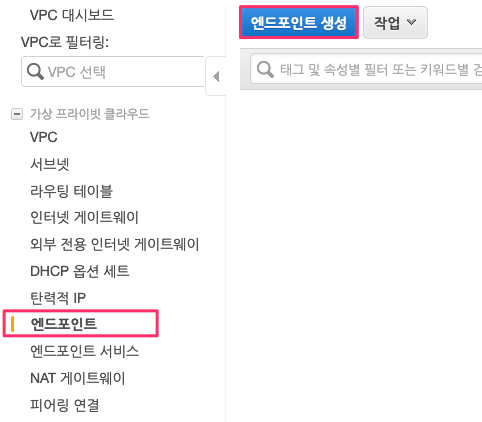 VPC 대시보드
VPC로 필터링:
VPC 선택
가상 프라이빗 클라우드
VPC
서브넷
라우팅 테이블
인터넷 게이트웨이
외부 전용 인터넷 게이트웨이
DHCP 옵션 세트
탄력적 IP
엔드포인트
엔드포인트 서비스
NAT 게이트웨이
피어링 연결
엔드포인트 생성
작업
태그 및 속성별 필터 또는 키워드별